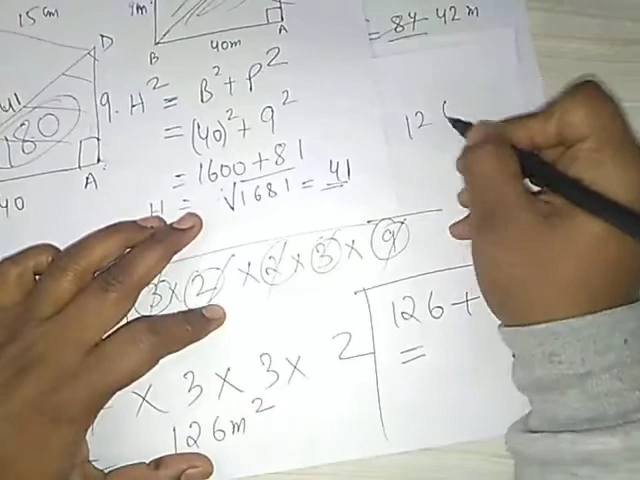 15cm
D
41
180
9.
A
40
9m.
B
40m
A
H² = B² + P²
= (40)² + 9²
= 1600 + 81
H = √1681 = 41
= 84 42 m
3 × 2 × 2 × 3 × 9
× 3 × 3 × 2
126m²
126 +
=
12